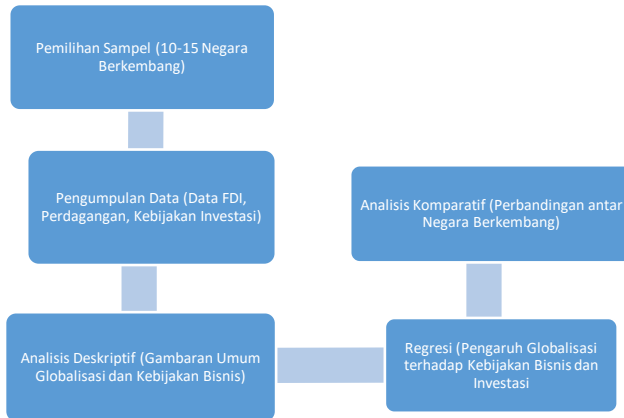 Pemilihan Sampel (10-15 Negara
Berkembang)
Pengumpulan Data (Data FDI,
Perdagangan, Kebijakan Investasi)
Analisis Deskriptif (Gambaran Umum
Globalisasi dan Kebijakan Bisnis)
Regresi (Pengaruh Globalisasi
terhadap Kebijakan Bisnis dan
Investasi
Analisis Komparatif (Perbandingan antar
Negara Berkembang)